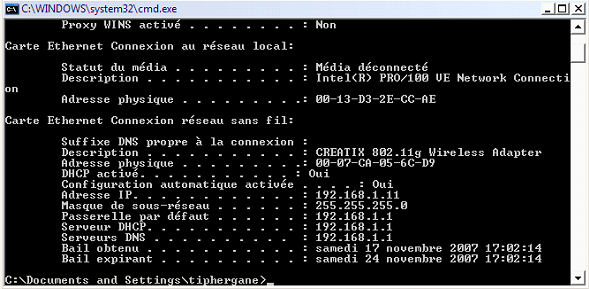 C:\WINDOWS\system32\cmd.exe
Proxy WINS activé . . . . . . . . : Non
Carte Ethernet Connexion au réseau local:
Statut du média . . . . . . . . . : Média déconnecté
Description . . . . . . . . . . . : Intel(R) PRO/100 VE Network Connecti
on
Adresse physique . . . . . . . . .: 00-13-D3-2E-CC-AE
Carte Ethernet Connexion réseau sans fil:
Suffixe DNS propre à la connexion :
Description . . . . . . . . . . . : CREATIX 802.11g Wireless Adapter
Adresse physique . . . . . . . . .: 00-07-CA-05-6C-D9
DHCP activé. . . . . . . . . . . : Oui
Configuration automatique activée . . . . : Oui
Adresse IP. . . . . . . . . . . . : 192.168.1.11
Masque de sous-réseau . . . . . . : 255.255.255.0
Passerelle par défaut . . . . . . : 192.168.1.1
Serveur DHCP. . . . . . . . . . . : 192.168.1.1
Serveurs DNS . . . . . . . . . . : 192.168.1.1
Bail obtenu . . . . . . . . . . . : samedi 17 novembre 2007 17:02:14
Bail expirant . . . . . . . . . . : samedi 24 novembre 2007 17:02:14
C:\Documents and Settings\tiphergane>_